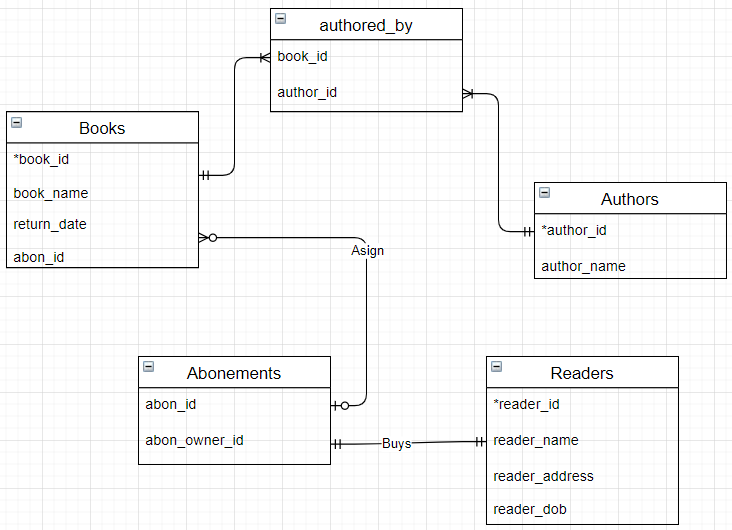 authored_by
book_id
author_id
Books
*book_id
book_name
return_date
abon_id
Authors
*author_id
author_name
Asign
Abonements
abon_id
abon_owner_id
Buys
Readers
*reader_id
reader_name
reader_address
reader_dob